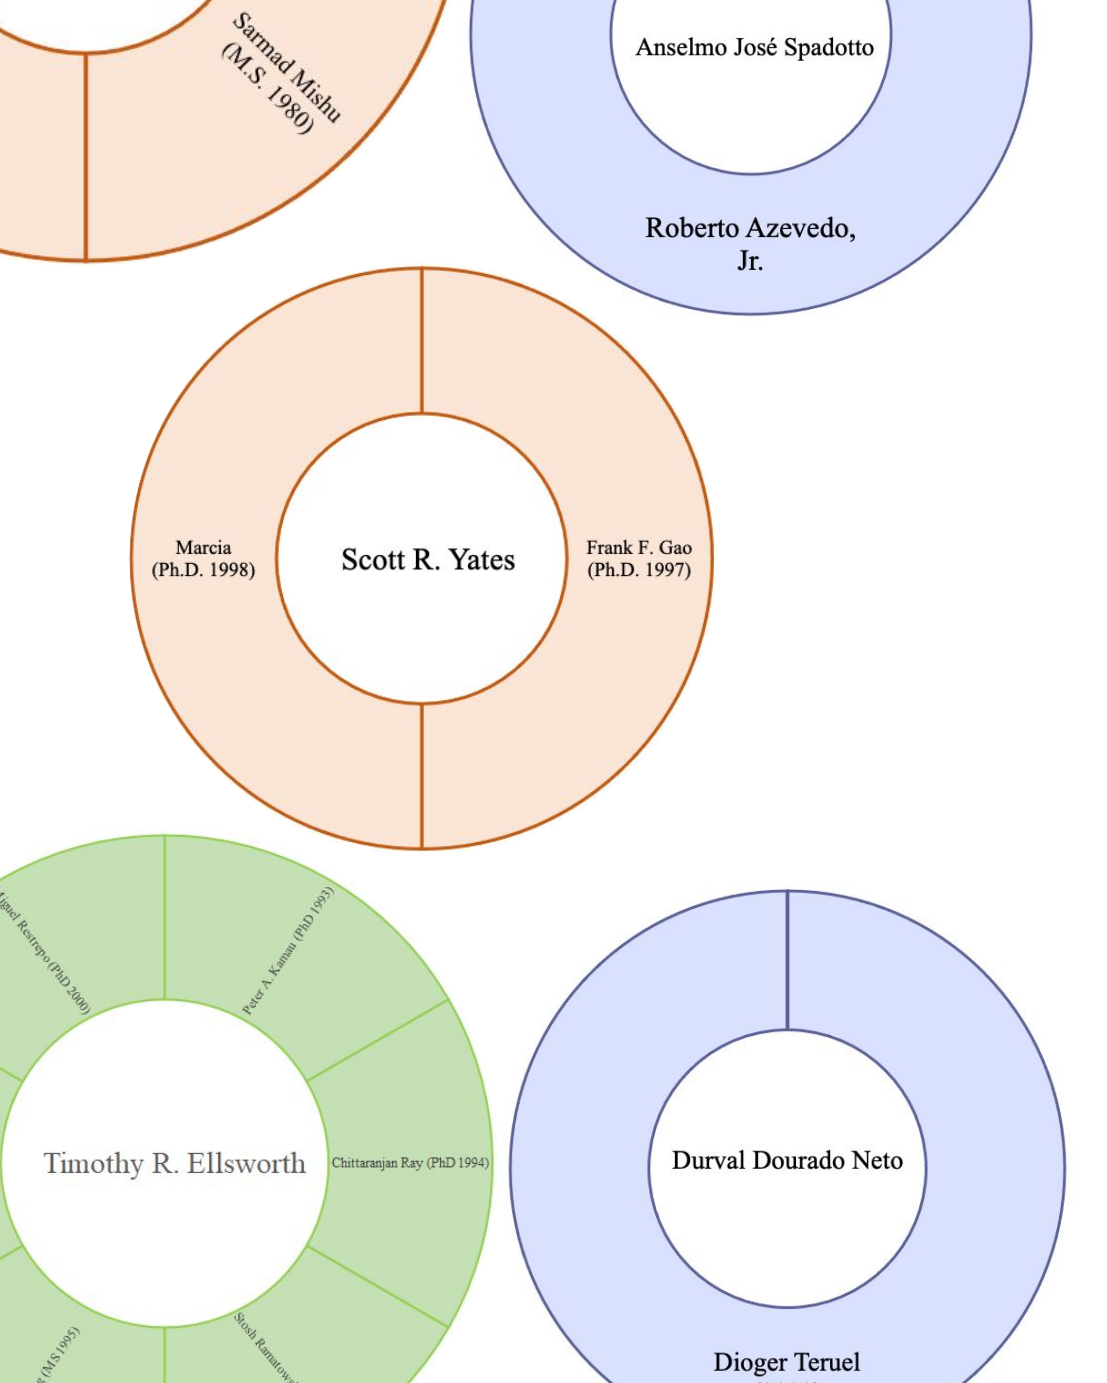 Sarmad Mishu
(M.S. 1980)
Anselmo José Spadotto
Roberto Azevedo,
Jr.
Marcia
(Ph.D. 1998)
Scott R. Yates
Frank F. Gao
(Ph.D. 1997)
Miguel Restrepo (PhD 2000)
Peter A. Kamau (PhD 1993)
Timothy R. Ellsworth
Chittaranjan Ray (PhD 1994)
Durval Dourado Neto
(MS 1995)
Stosh
Dioger Teruel